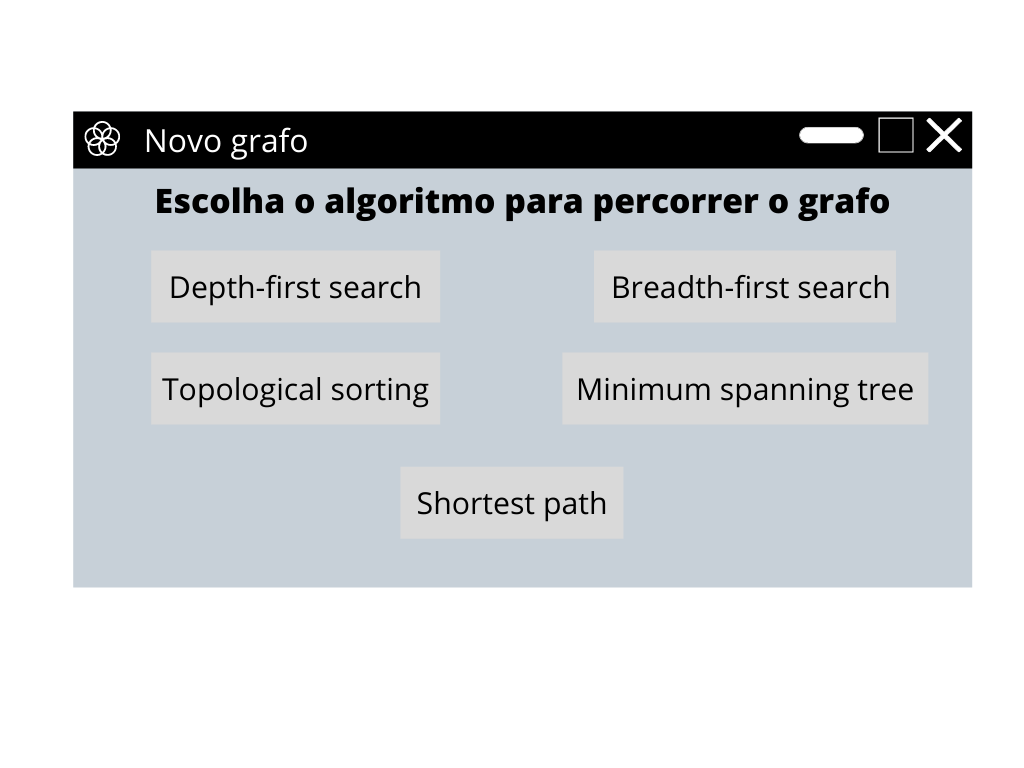 Novo grafo
Escolha o algoritmo para percorrer o grafo
Depth-first search
Breadth-first search
Topological sorting
Minimum spanning tree
Shortest path